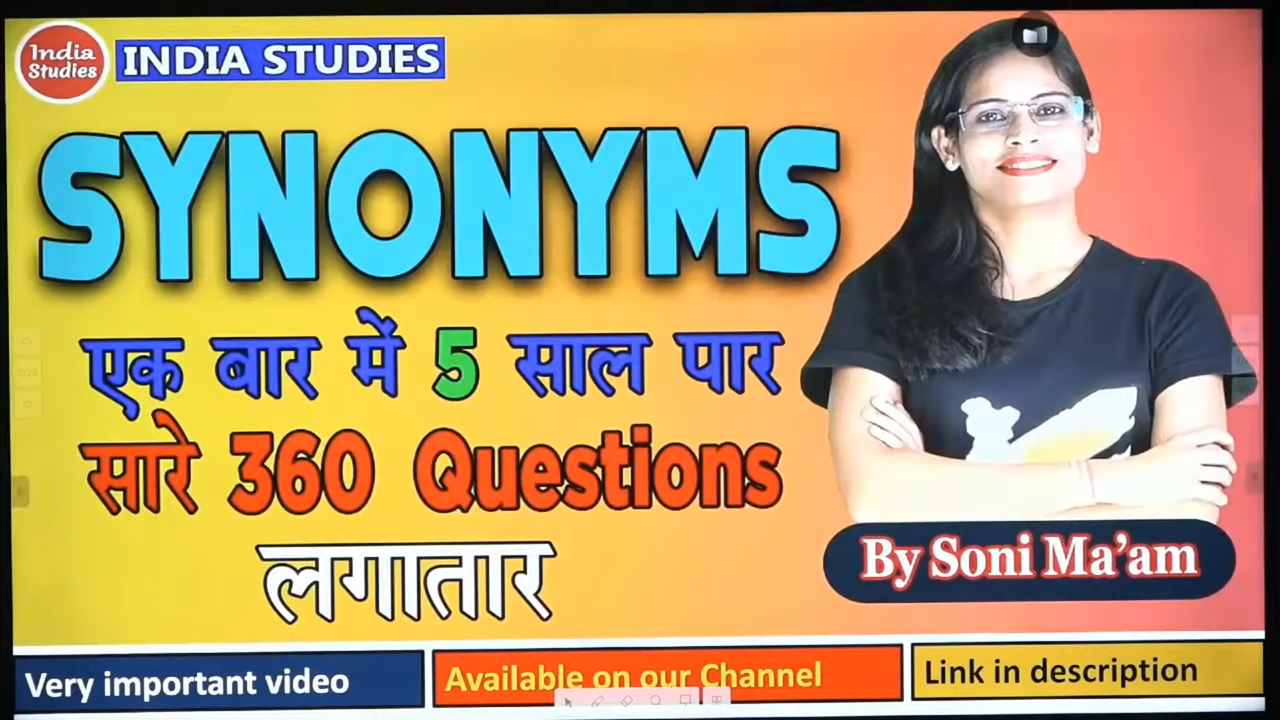 India
Studies
INDIA STUDIES
SYNONYMS
एक बार में 5 साल पार
सारे 360 Questions
लगातार
By Soni Ma'am
Very important video
Available on our Channel
Link in description